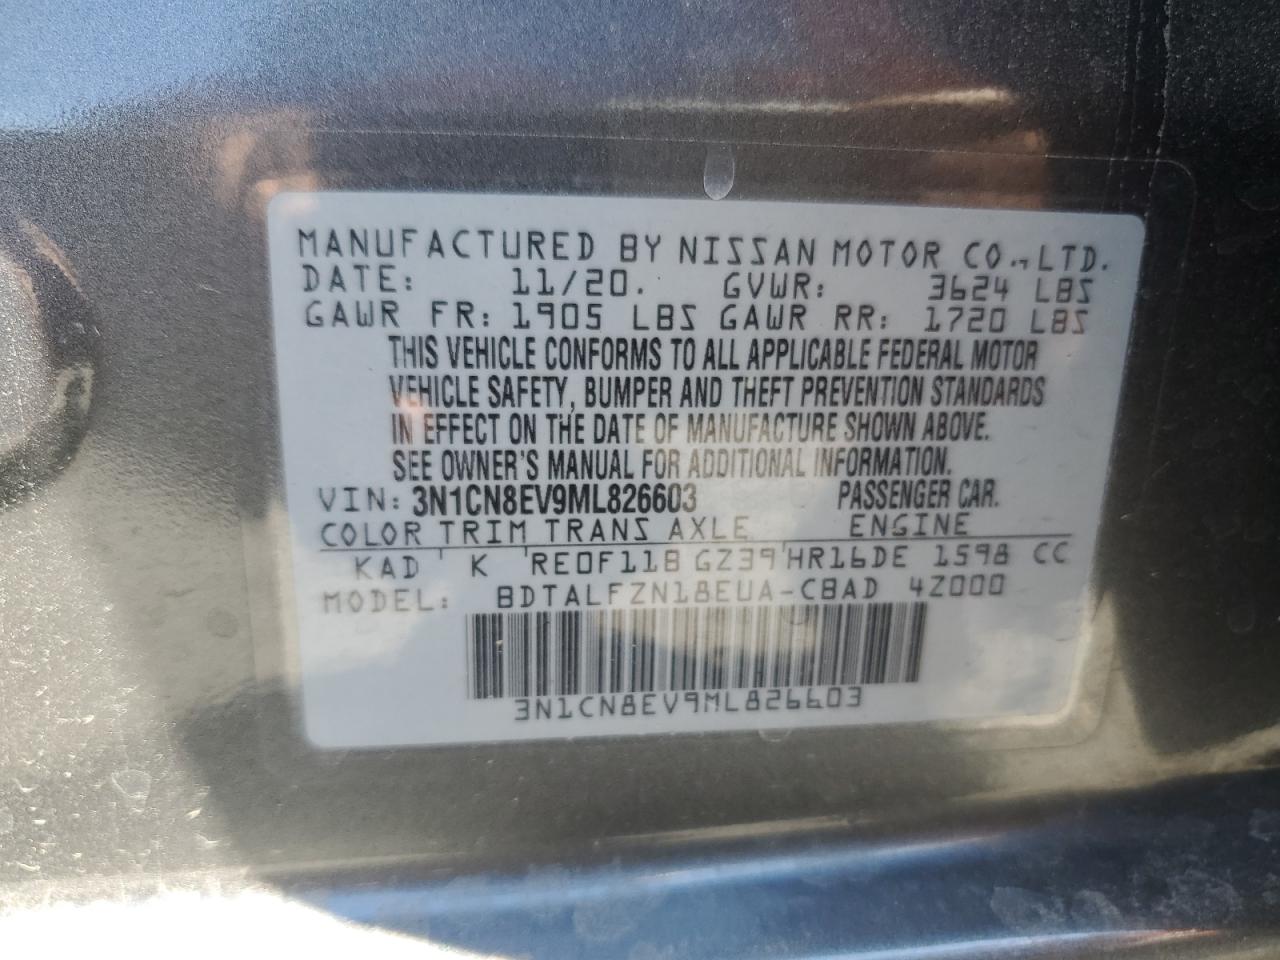 MANUFACTURED BY NISSAN MOTOR CO., LTD.
DATE: 11/20. GVWR: 3624 LBS
GAWR FR: 1905 LBS GAWR RR: 1720 LBS
THIS VEHICLE CONFORMS TO ALL APPLICABLE FEDERAL MOTOR
VEHICLE SAFETY, BUMPER AND THEFT PREVENTION STANDARDS
IN EFFECT ON THE DATE OF MANUFACTURE SHOWN ABOVE.
SEE OWNER'S MANUAL FOR ADDITIONAL INFORMATION.
VIN: 3N1CN8EV9ML826603 PASSENGER CAR.
COLOR TRIM TRANS AXLE ENGINE
KAD K RE0F11B GZ39 HR16DE 1598 CC
MODEL: BDTALFZN18EUA-CBAD 4Z000
3N1CN8EV9ML826603